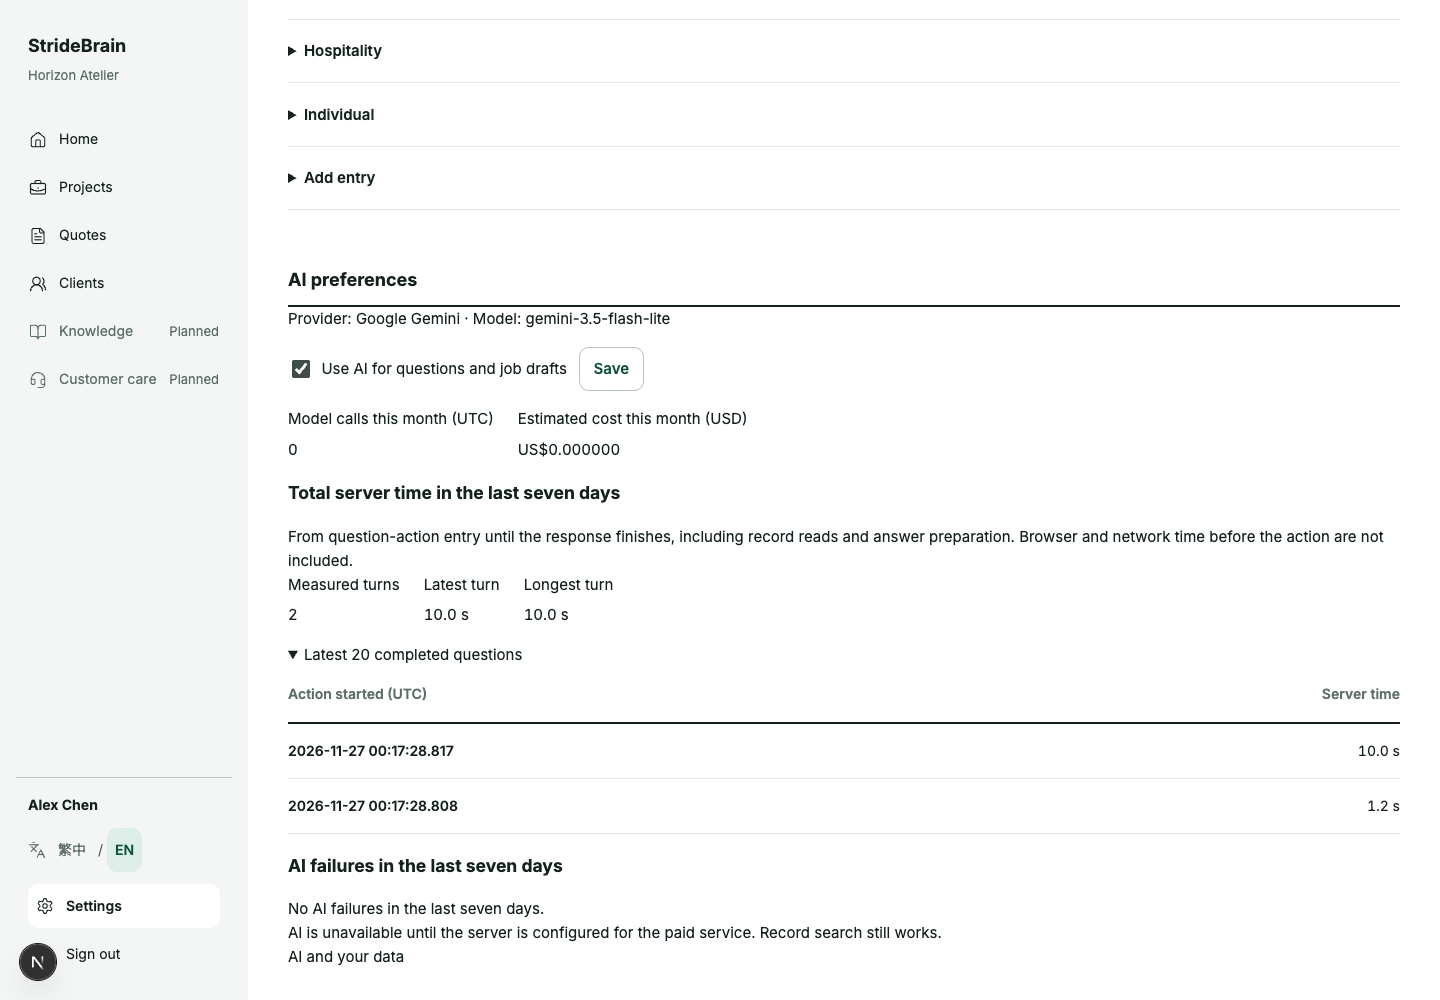 StrideBrain
Horizon Atelier
Home
Projects
Quotes
Clients
Knowledge Planned
Customer care Planned
Alex Chen
繁中 / EN
Settings
Sign out
N
Hospitality
Individual
Add entry
AI preferences
Provider: Google Gemini · Model: gemini-3.5-flash-lite
Use AI for questions and job drafts Save
Model calls this month (UTC) Estimated cost this month (USD)
0 US$0.000000
Total server time in the last seven days
From question-action entry until the response finishes, including record reads and answer preparation. Browser and network time before the action are not
included.
Measured turns Latest turn Longest turn
2 10.0 s 10.0 s
Latest 20 completed questions
Action started (UTC) Server time
2026-11-27 00:17:28.817 10.0 s
2026-11-27 00:17:28.808 1.2 s
AI failures in the last seven days
No AI failures in the last seven days.
AI is unavailable until the server is configured for the paid service. Record search still works.
AI and your data